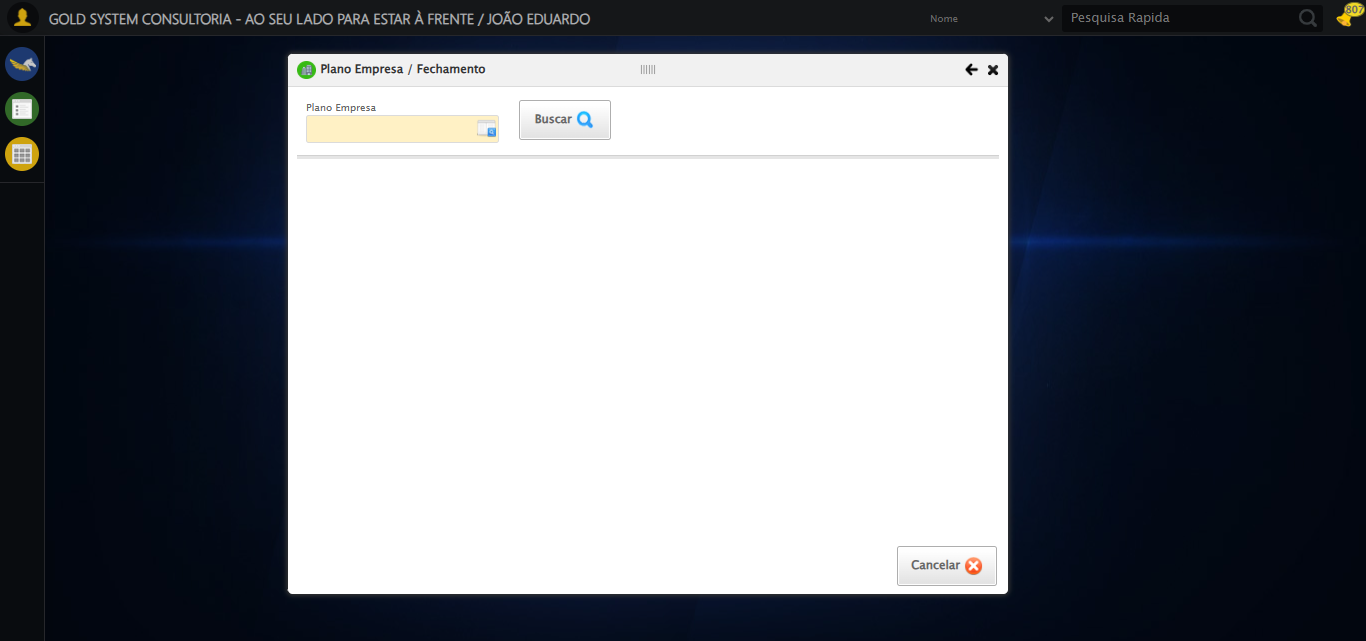 GOLD SYSTEM CONSULTORIA - AO SEU LADO PARA ESTAR À FRENTE / JOÃO EDUARDO
Nome
Pesquisa Rapida
807
Plano Empresa / Fechamento
Plano Empresa
Buscar
Cancelar